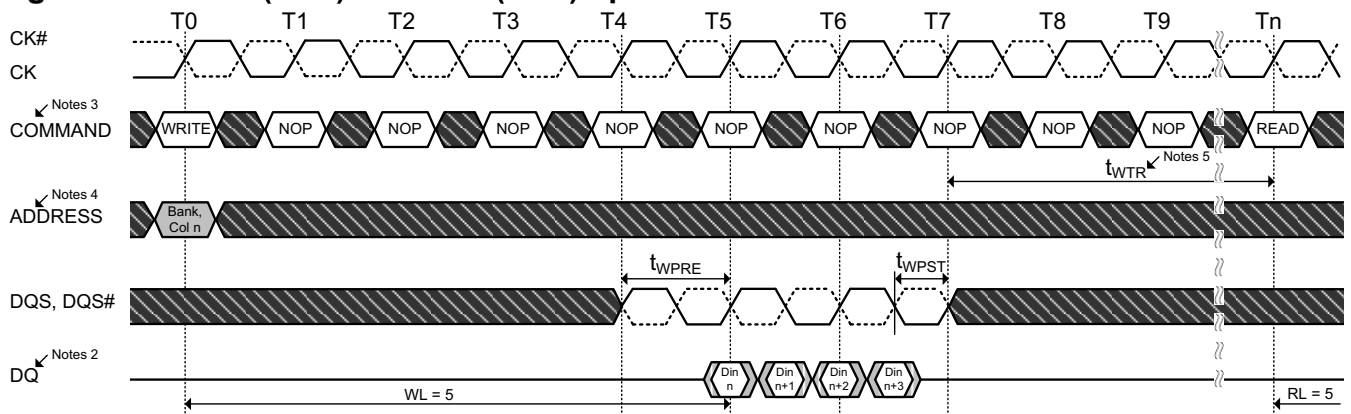 T0 T1 T2 T3 T4 T5 T6 T7 T8 T9 Tn
CK#
CK
Notes 3
COMMAND WRITE NOP NOP NOP NOP NOP NOP NOP NOP NOP READ
tWTR Notes 5
Notes 4
ADDRESS
Bank,
Col n
tWPRE tWPST
DQS, DQS#
Notes 2
DQ
Din
n
Din
n+1
Din
n+2
Din
n+3
WL = 5 RL = 5